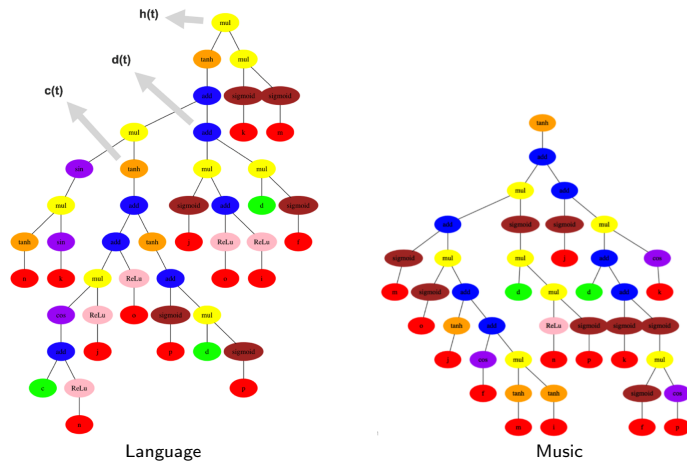 h(t)
mul
d(t) tanh mul
c(t) add sigmoid sigmoid
mul add k m
sin tanh mul mul
mul add sigmoid add d sigmoid
tanh sin add tanh j ReLu ReLu
k mul ReLu add o i
cos ReLu o sigmoid mul
add j p d sigmoid
c ReLu p
n
Language
tanh
add
mul add
add sigmoid sigmoid mul
sigmoid mul mul j add cos
m sigmoid add d mul d add k
o tanh add ReLu sigmoid sigmoid sigmoid
cos mul o p k mul
f tanh tanh sigmoid cos
m i f p
Music